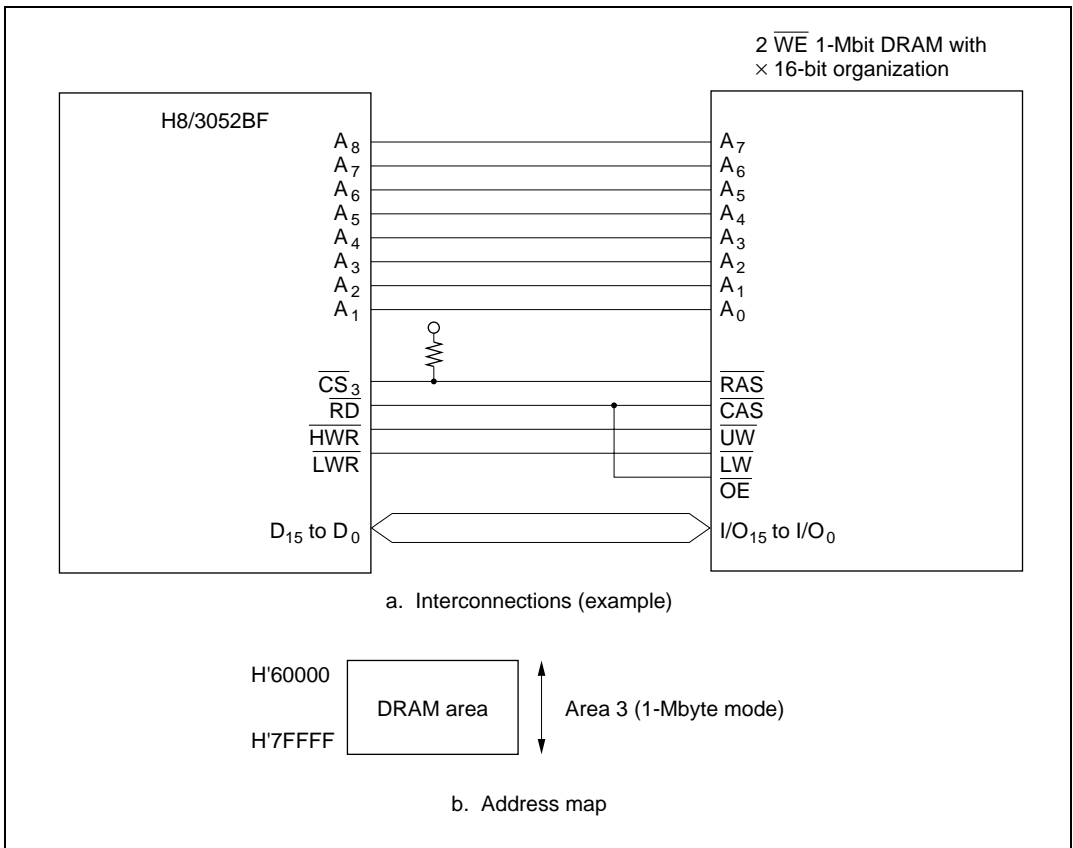 2 WE 1-Mbit DRAM with
× 16-bit organization
H8/3052BF
A8 A7
A7 A6
A6 A5
A5 A4
A4 A3
A3 A2
A2 A1
A1 A0
CS3 RAS
RD CAS
HWR UW
LWR LW
OE
D15 to D0 I/O15 to I/O0
a. Interconnections (example)
H'60000
DRAM area Area 3 (1-Mbyte mode)
H'7FFFF
b. Address map